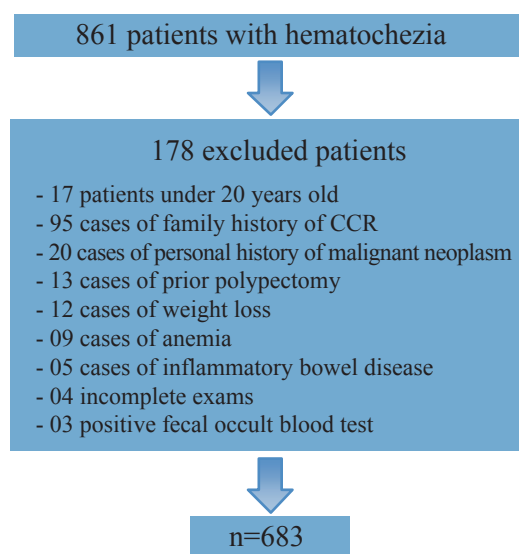 861 patients with hematochezia
178 excluded patients
- 17 patients under 20 years old
- 95 cases of family history of CCR
- 20 cases of personal history of malignant neoplasm
- 13 cases of prior polypectomy
- 12 cases of weight loss
- 09 cases of anemia
- 05 cases of inflammatory bowel disease
- 04 incomplete exams
- 03 positive fecal occult blood test
n=683